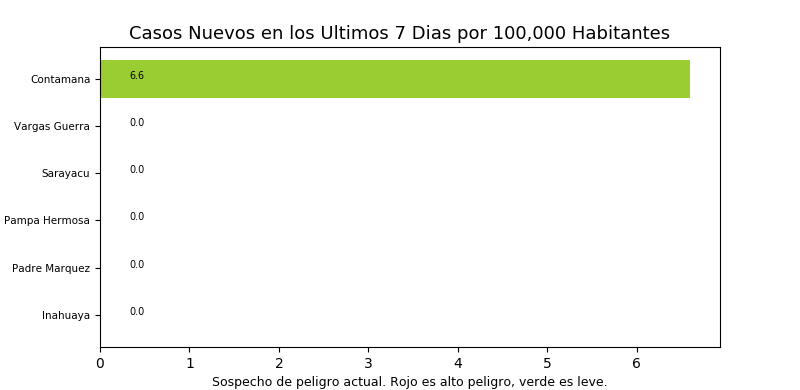 Casos Nuevos en los Ultimos 7 Dias por 100,000 Habitantes
Contamana 6.6
Vargas Guerra 0.0
Sarayacu 0.0
Pampa Hermosa 0.0
Padre Marquez 0.0
Inahuaya 0.0
0 1 2 3 4 5 6
Sospecho de peligro actual. Rojo es alto peligro, verde es leve.